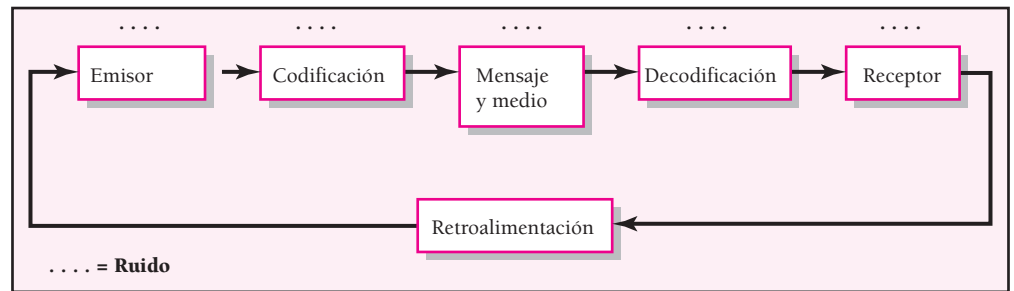 . . . . . . . . . . . . . . . . . . . .
Emisor
Codificación
Mensaje
y medio
Decodificación
Receptor
Retroalimentación
. . . . = Ruido